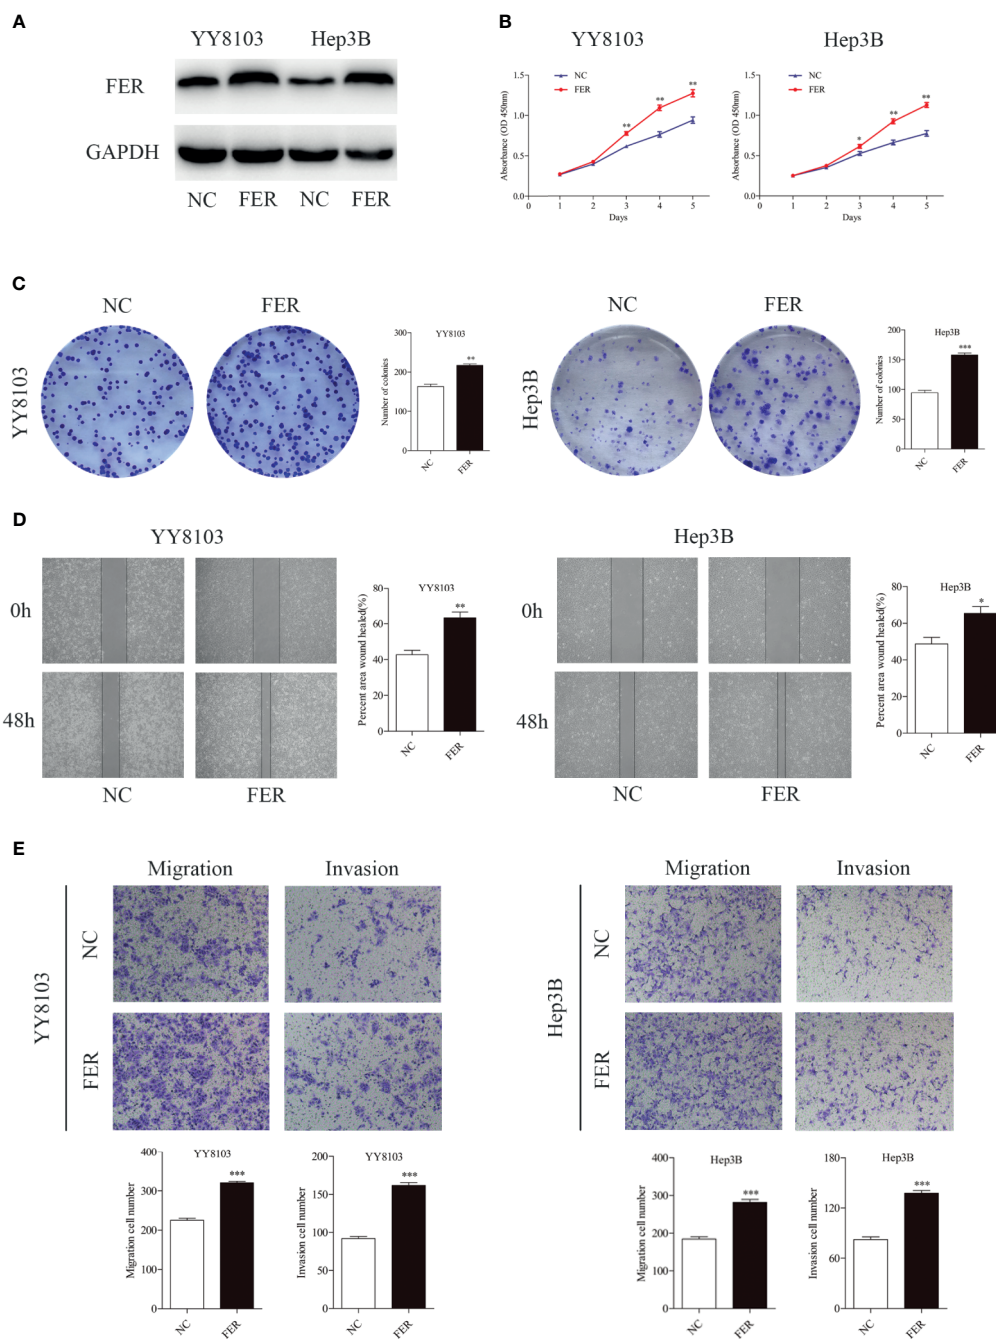 A
YY8103 Hep3B
FER
GAPDH
NC FER NC FER
B
YY8103
Absorbance (OD 450nm)
1.5
1.0
0.5
0.0
NC
FER
** ** **
0 1 2 3 4 5
Days
Hep3B
Absorbance (OD 450nm)
1.5
1.0
0.5
0.0
NC
FER
* ** **
0 1 2 3 4 5
Days
C
NC FER
YY8103
YY8103
Number of colonies
300
200
100
0
**
NC FER
NC FER
Hep3B
Hep3B
Number of colonies
200
150
100
50
0
***
NC FER
D
YY8103
0h
48h
NC FER
YY8103
Percent area wound healed(%)
80
60
40
20
0
**
NC FER
Hep3B
0h
48h
NC FER
Hep3B
Percent area wound healed(%)
80
60
40
20
0
*
NC FER
E
Migration Invasion
YY8103
NC
FER
YY8103
Migration cell number
400
300
200
100
0
***
NC FER
YY8103
Invasion cell number
200
150
100
50
0
***
NC FER
Migration Invasion
Hep3B
NC
FER
Hep3B
Migration cell number
400
300
200
100
0
***
NC FER
Hep3B
Invasion cell number
180
120
60
0
***
NC FER